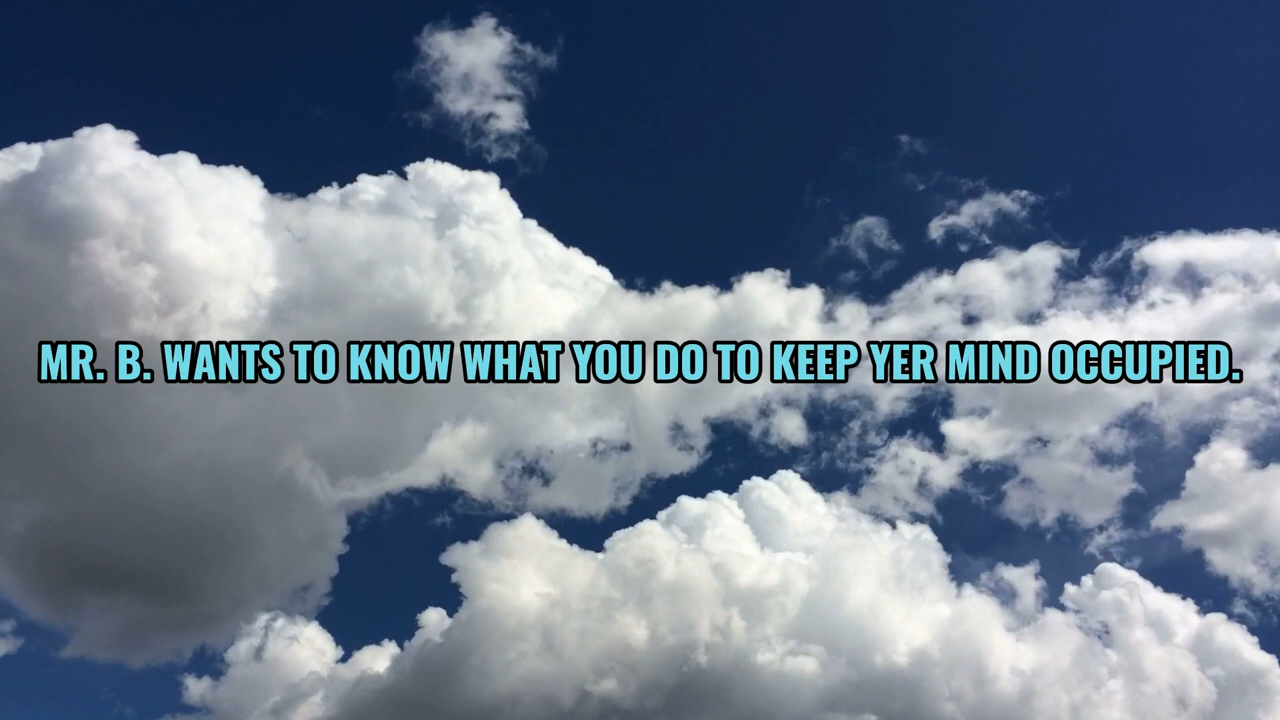 MR. B. WANTS TO KNOW WHAT YOU DO TO KEEP YER MIND OCCUPIED.